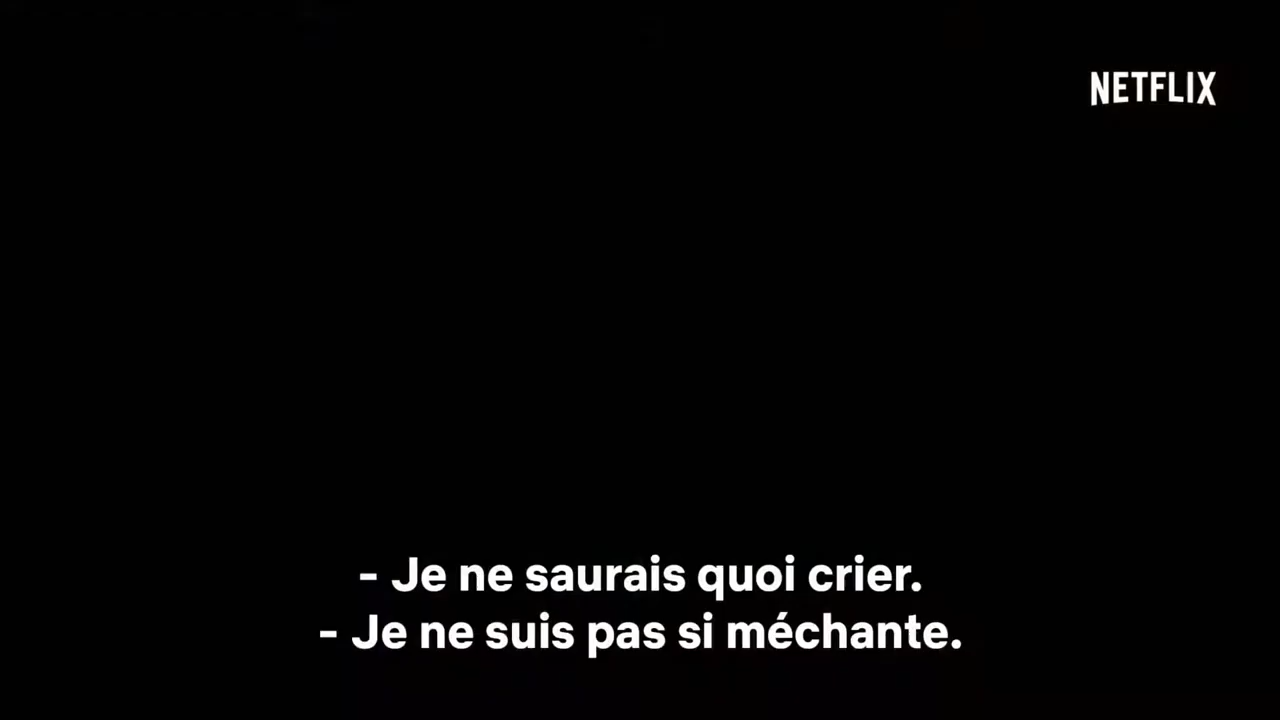 NETFLIX
- Je ne saurais quoi crier.
- Je ne suis pas si méchante.